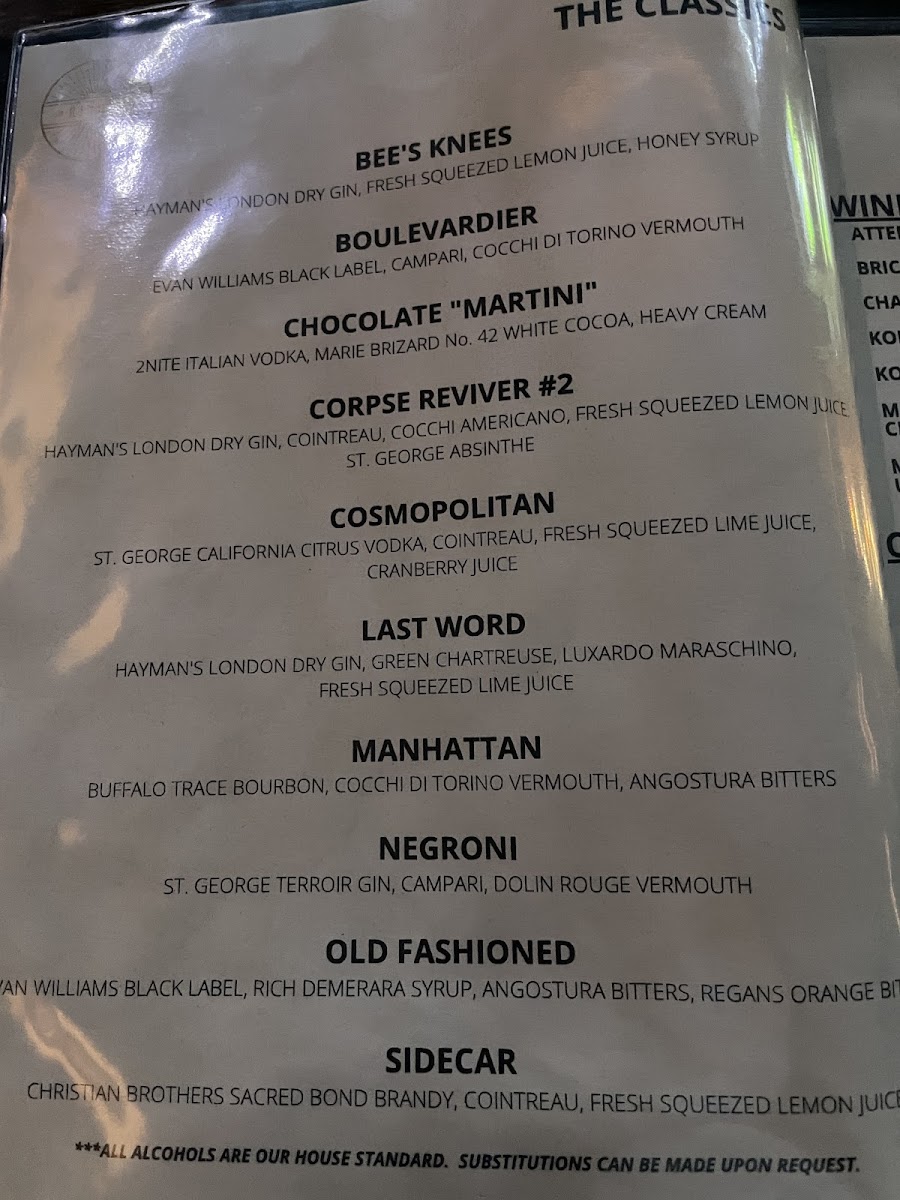 THE CLASSICS
BEE'S KNEES
HAYMAN'S LONDON DRY GIN, FRESH SQUEEZED LEMON JUICE, HONEY SYRUP
BOULEVARDIER
EVAN WILLIAMS BLACK LABEL, CAMPARI, COCCHI DI TORINO VERMOUTH
CHOCOLATE "MARTINI"
2NITE ITALIAN VODKA, MARIE BRIZARD No. 42 WHITE COCOA, HEAVY CREAM
CORPSE REVIVER #2
HAYMAN'S LONDON DRY GIN, COINTREAU, COCCHI AMERICANO, FRESH SQUEEZED LEMON JUICE
ST. GEORGE ABSINTHE
COSMOPOLITAN
ST. GEORGE CALIFORNIA CITRUS VODKA, COINTREAU, FRESH SQUEEZED LIME JUICE,
CRANBERRY JUICE
LAST WORD
HAYMAN'S LONDON DRY GIN, GREEN CHARTREUSE, LUXARDO MARASCHINO,
FRESH SQUEEZED LIME JUICE
MANHATTAN
BUFFALO TRACE BOURBON, COCCHI DI TORINO VERMOUTH, ANGOSTURA BITTERS
NEGRONI
ST. GEORGE TERROIR GIN, CAMPARI, DOLIN ROUGE VERMOUTH
OLD FASHIONED
VAN WILLIAMS BLACK LABEL, RICH DEMERARA SYRUP, ANGOSTURA BITTERS, REGANS ORANGE BIT
SIDECAR
CHRISTIAN BROTHERS SACRED BOND BRANDY, COINTREAU, FRESH SQUEEZED LEMON JUICE
***ALL ALCOHOLS ARE OUR HOUSE STANDARD. SUBSTITUTIONS CAN BE MADE UPON REQUEST.
WIN
ATTE
BRIC
CHA
KO
KO
M
C